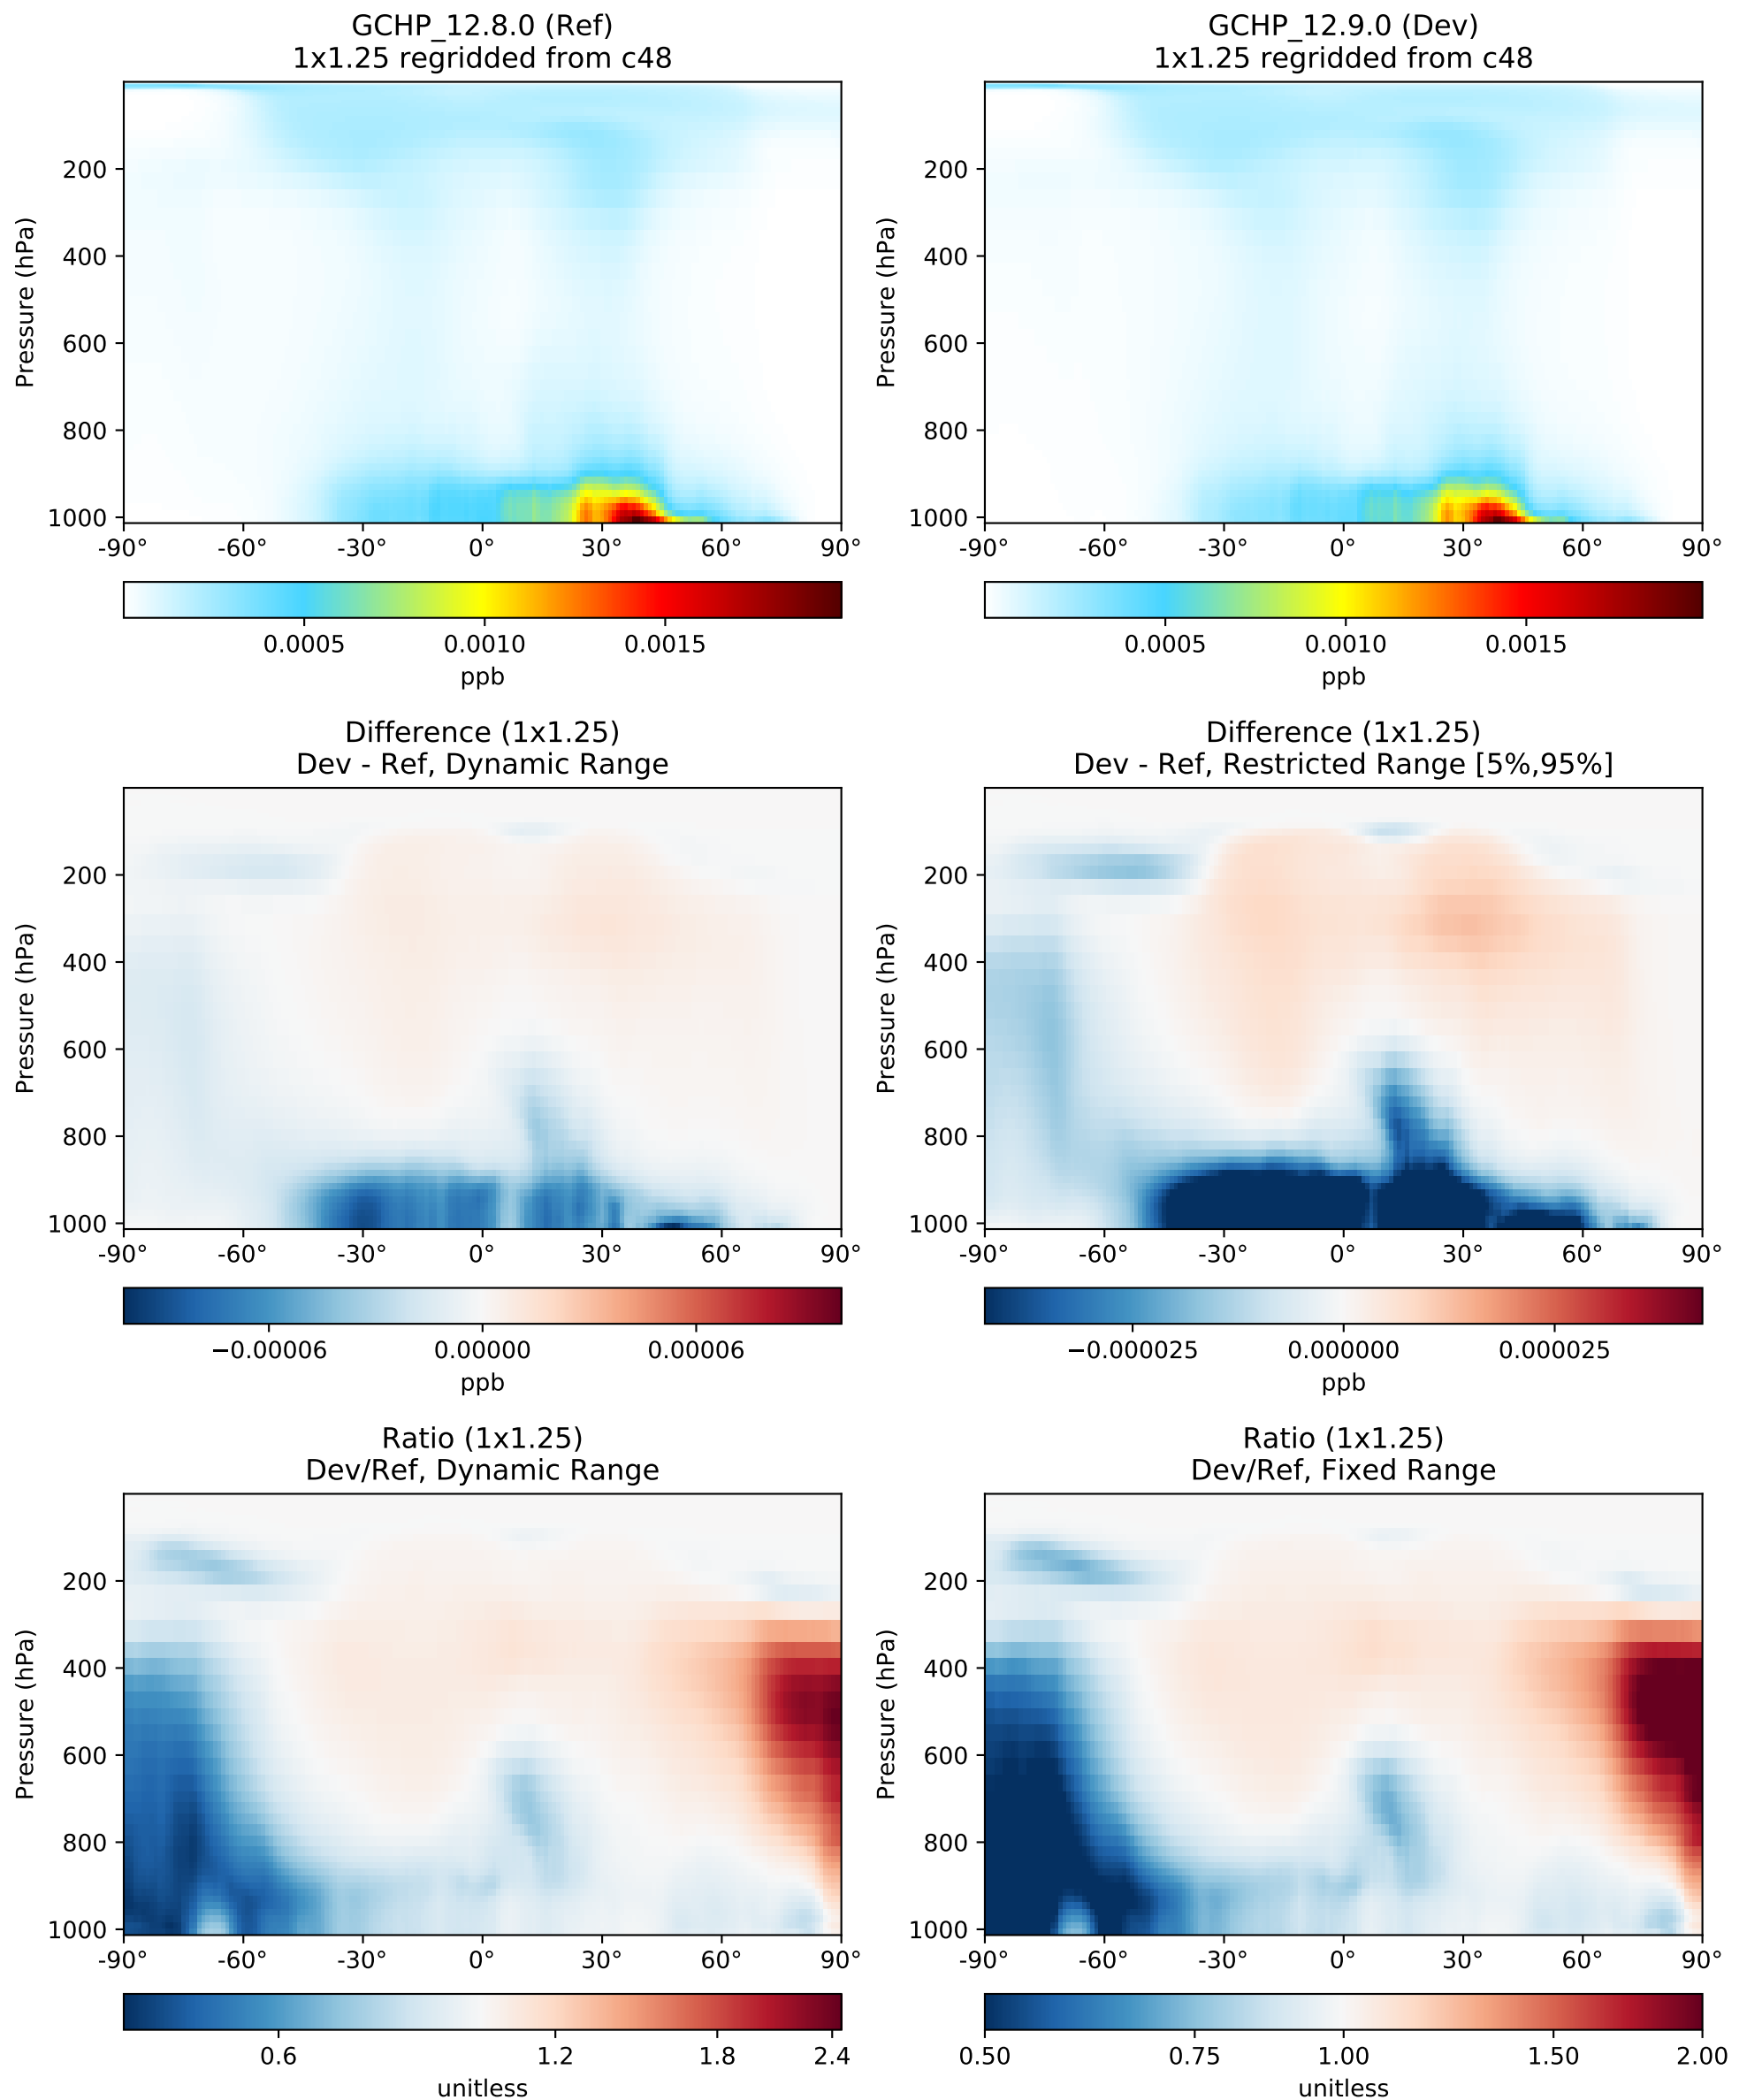 GCHP_12.8.0 (Ref)
1x1.25 regridded from c48
Pressure (hPa)
200
400
600
800
1000
-90° -60° -30° 0° 30° 60° 90°
0.0005 0.0010 0.0015
ppb
GCHP_12.9.0 (Dev)
1x1.25 regridded from c48
Pressure (hPa)
200
400
600
800
1000
-90° -60° -30° 0° 30° 60° 90°
0.0005 0.0010 0.0015
ppb
Difference (1x1.25)
Dev - Ref, Dynamic Range
Pressure (hPa)
200
400
600
800
1000
-90° -60° -30° 0° 30° 60° 90°
−0.00006 0.00000 0.00006
ppb
Difference (1x1.25)
Dev - Ref, Restricted Range [5%,95%]
Pressure (hPa)
200
400
600
800
1000
-90° -60° -30° 0° 30° 60° 90°
−0.000025 0.000000 0.000025
ppb
Ratio (1x1.25)
Dev/Ref, Dynamic Range
Pressure (hPa)
200
400
600
800
1000
-90° -60° -30° 0° 30° 60° 90°
0.6 1.2 1.8 2.4
unitless
Ratio (1x1.25)
Dev/Ref, Fixed Range
Pressure (hPa)
200
400
600
800
1000
-90° -60° -30° 0° 30° 60° 90°
0.50 0.75 1.00 1.50 2.00
unitless